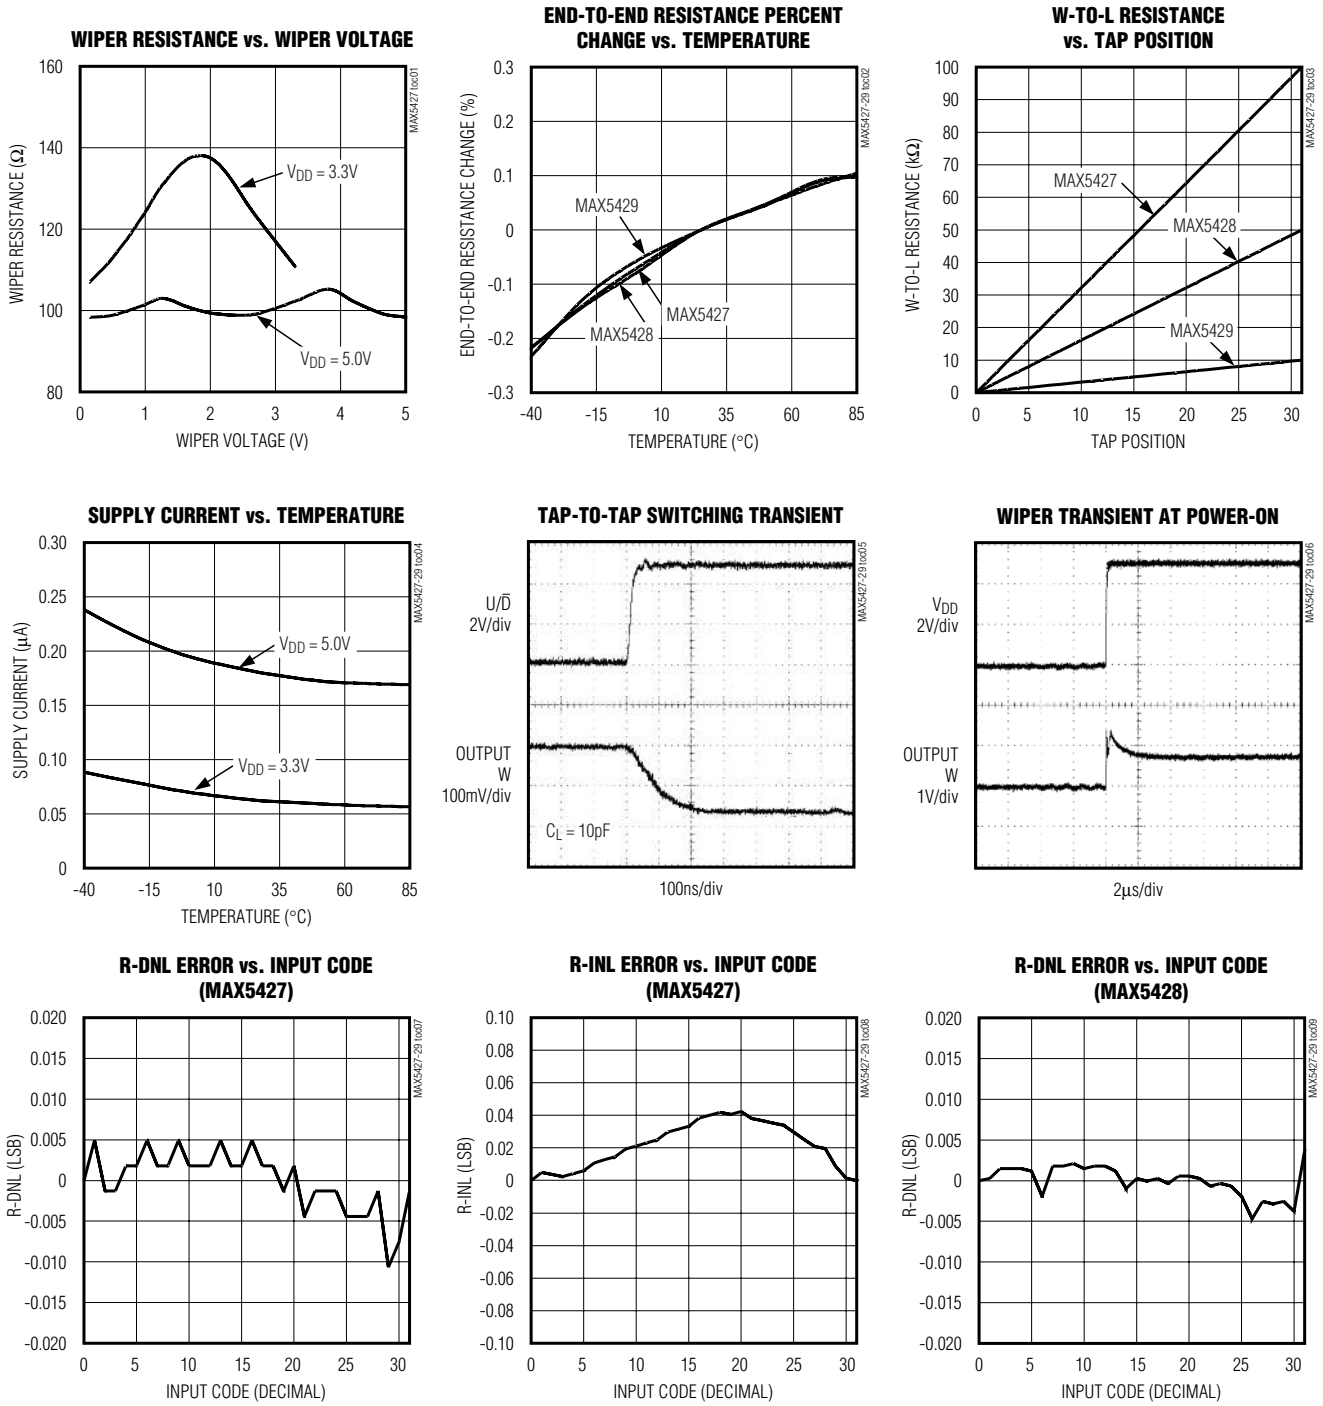 WIPER RESISTANCE vs. WIPER VOLTAGE
160
140
120
100
80
WIPER RESISTANCE (Ω)
VDD = 3.3V
VDD = 5.0V
0 1 2 3 4 5
WIPER VOLTAGE (V)
MAX5427 toc01
END-TO-END RESISTANCE PERCENT
CHANGE vs. TEMPERATURE
0.3
0.2
0.1
0
-0.1
-0.2
-0.3
END-TO-END RESISTANCE CHANGE (%)
MAX5429
MAX5427
MAX5428
-40 -15 10 35 60 85
TEMPERATURE (°C)
MAX5427-29 toc02
W-TO-L RESISTANCE
vs. TAP POSITION
100
90
80
70
60
50
40
30
20
10
0
W-TO-L RESISTANCE (kΩ)
MAX5427
MAX5428
MAX5429
0 5 10 15 20 25 30
TAP POSITION
MAX5427-29 toc03
SUPPLY CURRENT vs. TEMPERATURE
0.30
0.25
0.20
0.15
0.10
0.05
0
SUPPLY CURRENT (µA)
VDD = 5.0V
VDD = 3.3V
-40 -15 10 35 60 85
TEMPERATURE (°C)
MAX5427-29 toc04
TAP-TO-TAP SWITCHING TRANSIENT
U/D̅
2V/div
OUTPUT
W
100mV/div
CL = 10pF
100ns/div
MAX5427-29 toc05
WIPER TRANSIENT AT POWER-ON
VDD
2V/div
OUTPUT
W
1V/div
2µs/div
MAX5427-29 toc06
R-DNL ERROR vs. INPUT CODE
(MAX5427)
0.020
0.015
0.010
0.005
0
-0.005
-0.010
-0.015
-0.020
R-DNL (LSB)
0 5 10 15 20 25 30
INPUT CODE (DECIMAL)
MAX5427-29 toc07
R-INL ERROR vs. INPUT CODE
(MAX5427)
0.10
0.08
0.06
0.04
0.02
0
-0.02
-0.04
-0.06
-0.08
-0.10
R-INL (LSB)
0 5 10 15 20 25 30
INPUT CODE (DECIMAL)
MAX5427-29 toc08
R-DNL ERROR vs. INPUT CODE
(MAX5428)
0.020
0.015
0.010
0.005
0
-0.005
-0.010
-0.015
-0.020
R-DNL (LSB)
0 5 10 15 20 25 30
INPUT CODE (DECIMAL)
MAX5427-29 toc09